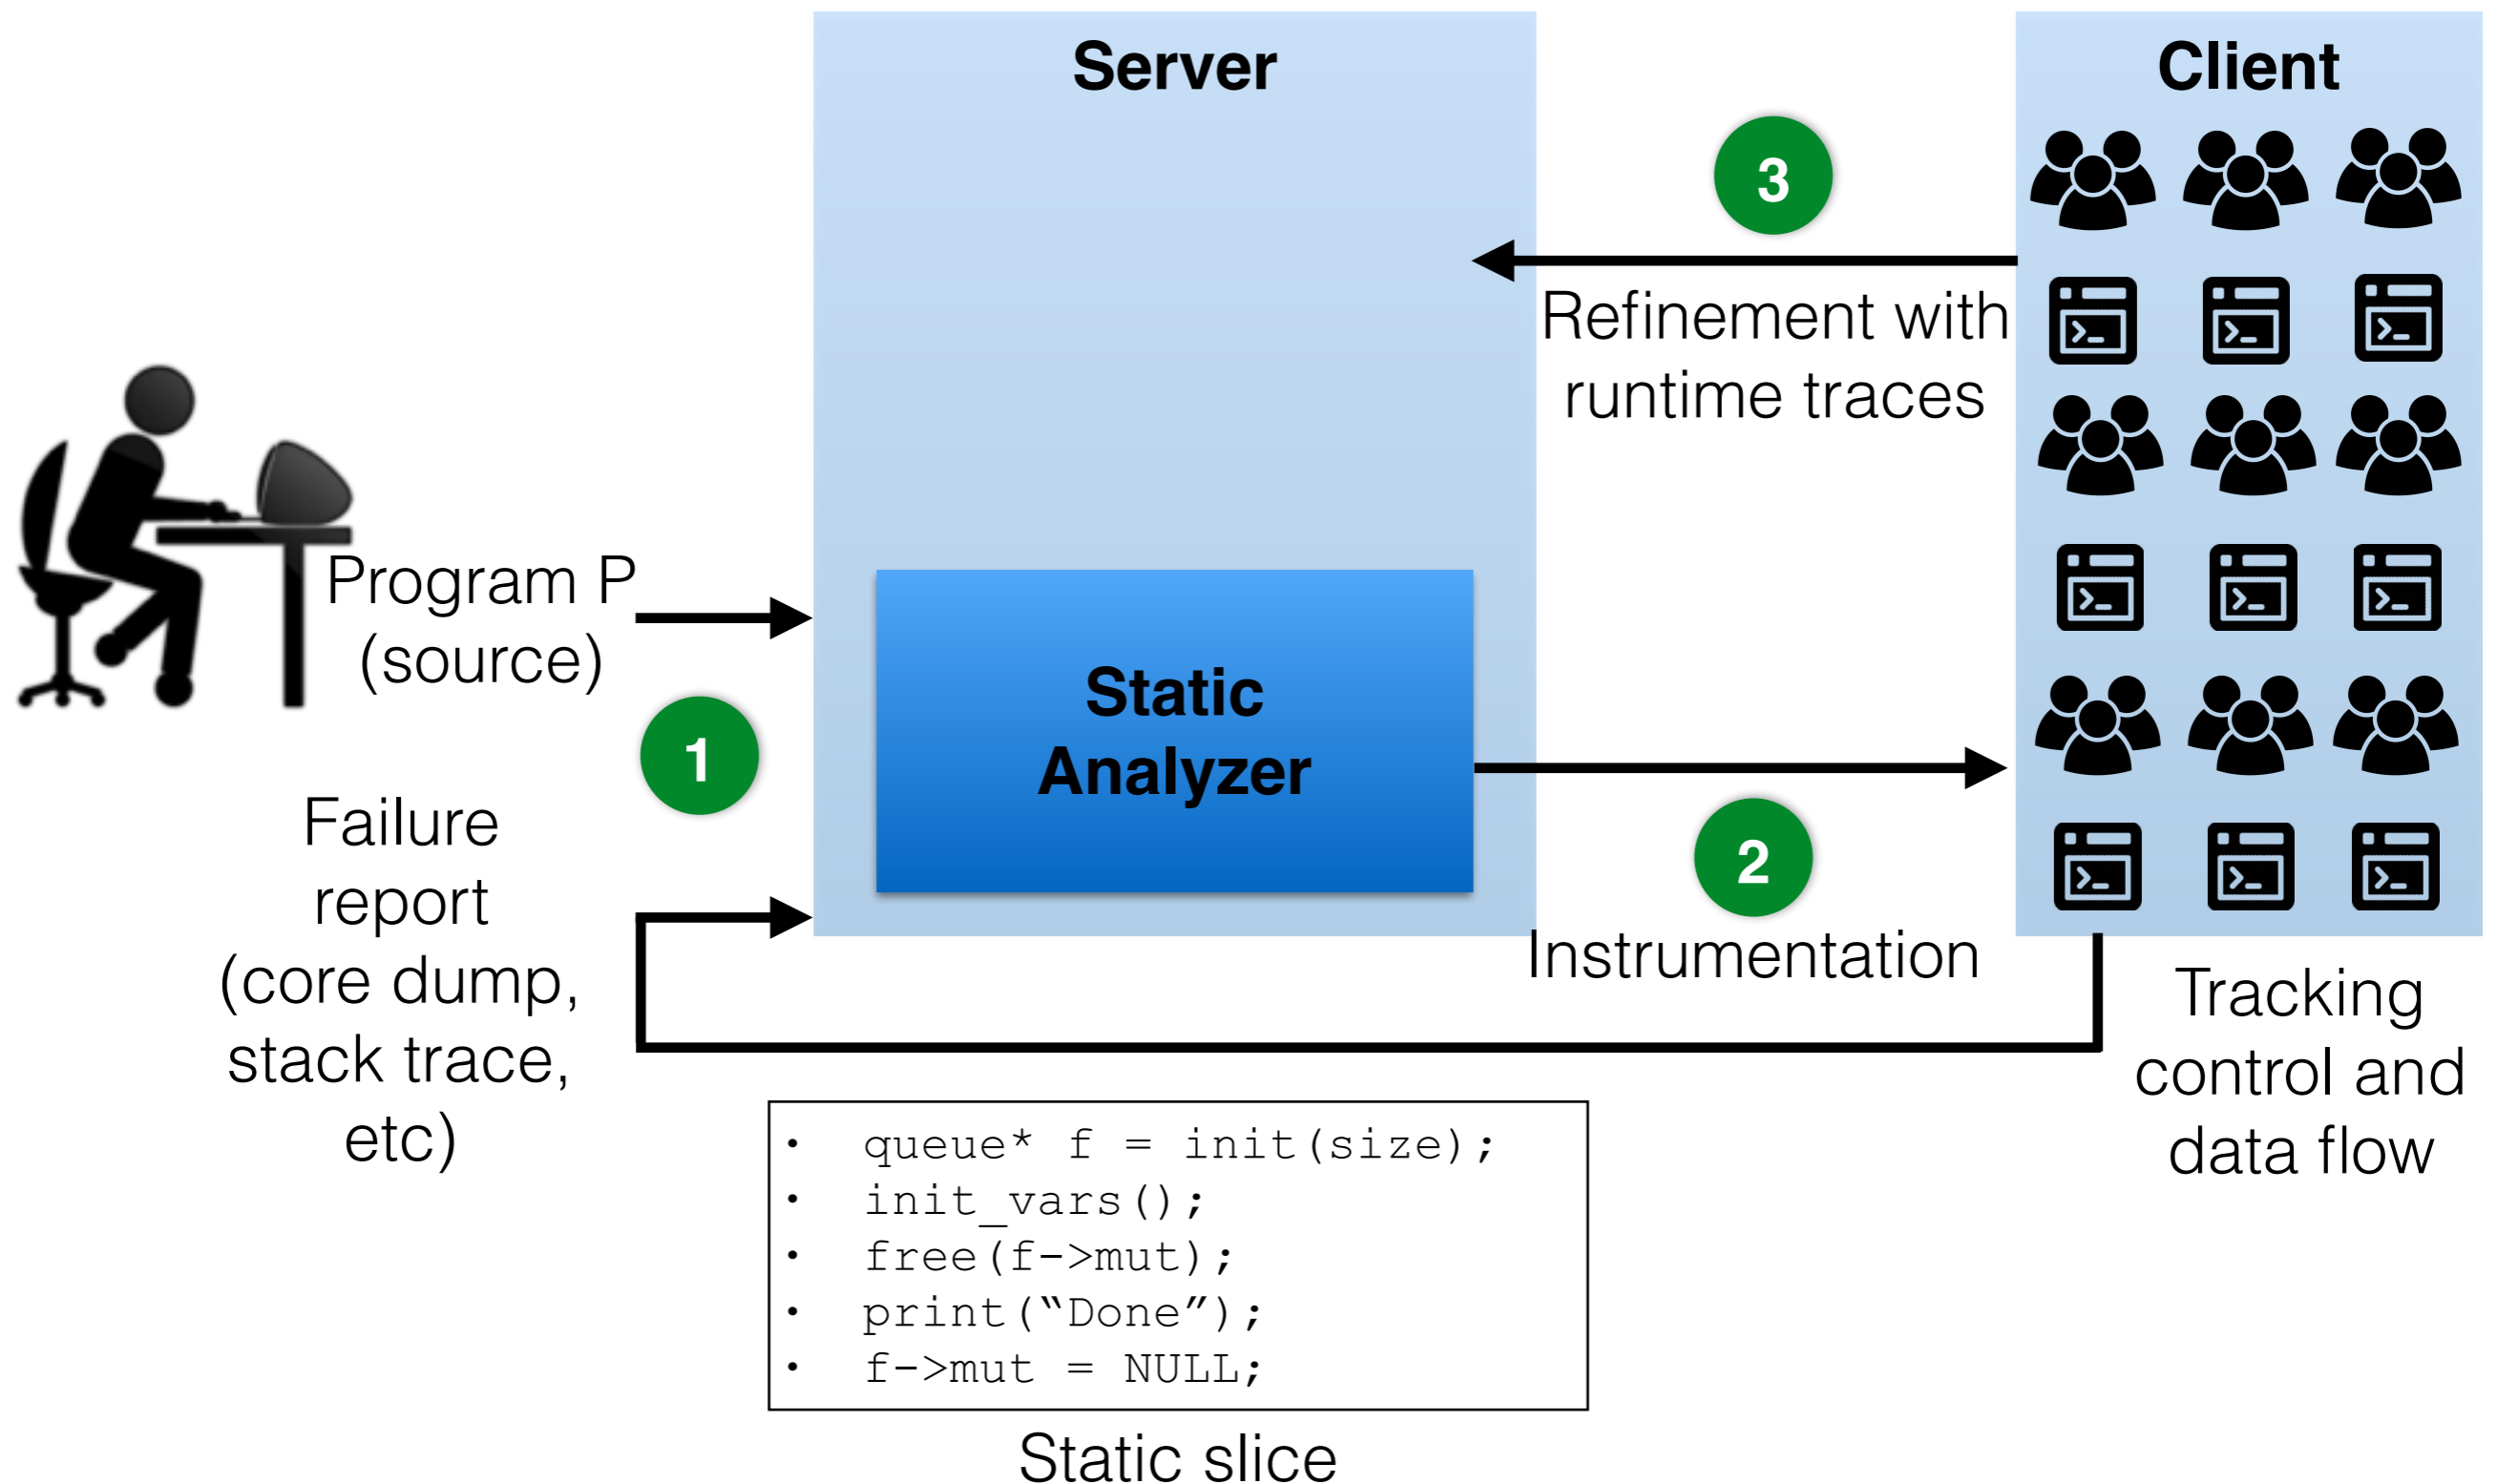 Server
Client
3
Refinement with
runtime traces
Program P
(source)
1
Static
Analyzer
2
Instrumentation
Failure
report
(core dump,
stack trace,
etc)
Tracking
control and
data flow
• queue* f = init(size);
• init_vars();
• free(f->mut);
• print(“Done”);
• f->mut = NULL;
Static slice